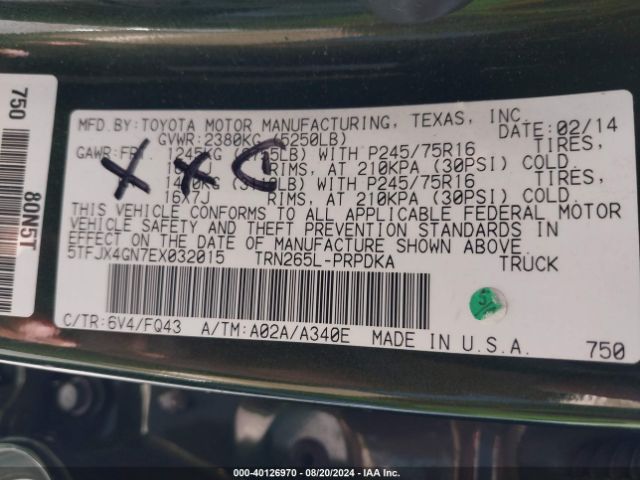 750
80N5T
MFD.BY:TOYOTA MOTOR MANUFACTURING, TEXAS, INC.
GVWR:2380KG (5250LB) DATE:02/14
GAWR:FR 1245KG WITH P245/75R16 TIRES,
RIMS, AT 210KPA (30PSI) COLD.
WITH P245/75R16 TIRES,
16X7J RIMS, AT 210KPA (30PSI) COLD.
THIS VEHICLE CONFORMS TO ALL APPLICABLE FEDERAL MOTOR
VEHICLE SAFETY AND THEFT PREVENTION STANDARDS IN
EFFECT ON THE DATE OF MANUFACTURE SHOWN ABOVE.
5TFJX4GN7EX032015 TRN265L-PRPDKA TRUCK
C/TR:6V4/FQ43 A/TM:A02A/A340E
MADE IN U.S.A. 750
X X C
000-40126970 | 08/20/2024 | IAA Inc.